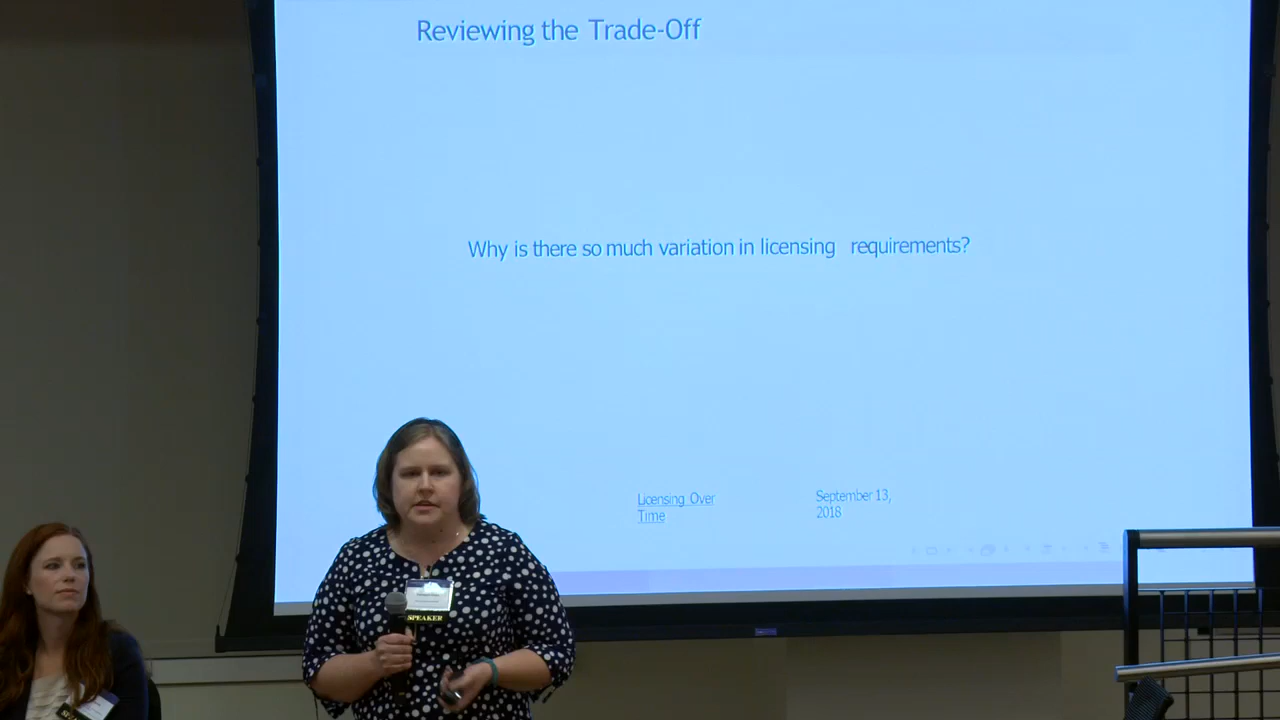 Reviewing the Trade-Off
Why is there so much variation in licensing requirements?
Licensing Over
Time
September 13,
2018
SPEAKER